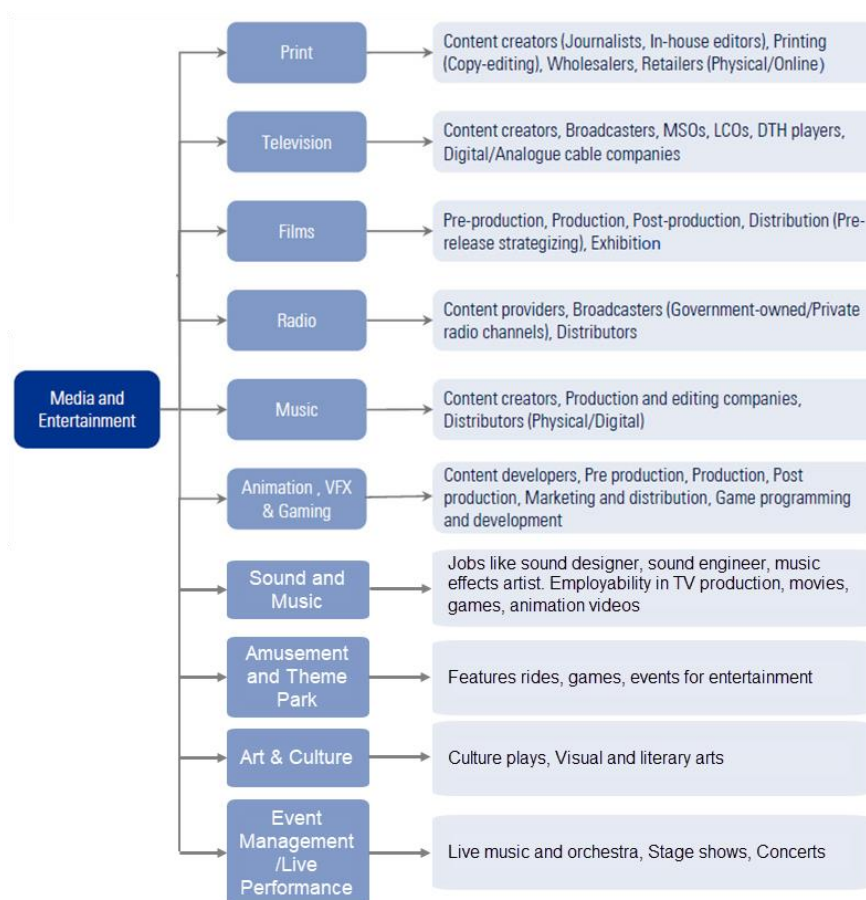 Print
Content creators (Journalists, In-house editors), Printing
(Copy-editing), Wholesalers, Retailers (Physical/Online)
Television
Content creators, Broadcasters, MSOs, LCOs, DTH players,
Digital/Analogue cable companies
Films
Pre-production, Production, Post-production, Distribution (Pre-
release strategizing), Exhibition
Radio
Content providers, Broadcasters (Government-owned/Private
radio channels), Distributors
Media and
Entertainment
Music
Content creators, Production and editing companies,
Distributors (Physical/Digital)
Animation , VFX
& Gaming
Content developers, Pre production, Production, Post
production, Marketing and distribution, Game programming
and development
Sound and
Music
Jobs like sound designer, sound engineer, music
effects artist. Employability in TV production, movies,
games, animation videos
Amusement
and Theme
Park
Features rides, games, events for entertainment
Art & Culture
Culture plays, Visual and literary arts
Event
Management
/Live
Performance
Live music and orchestra, Stage shows, Concerts